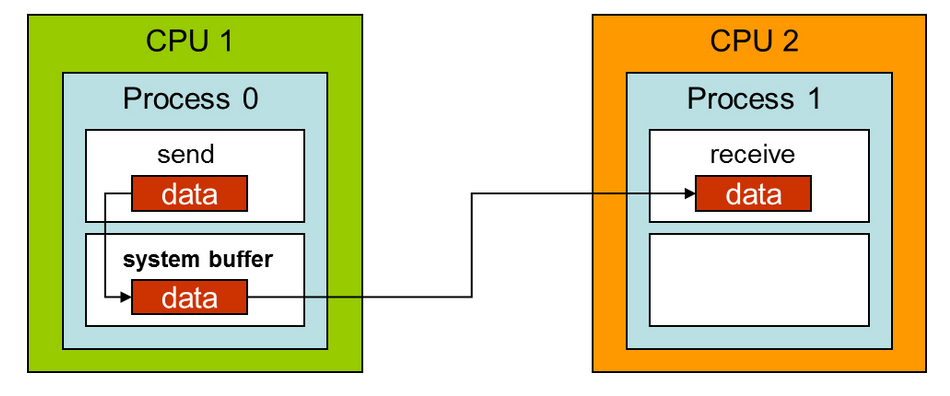 CPU 1
Process 0
send
data
system buffer
data
CPU 2
Process 1
receive
data